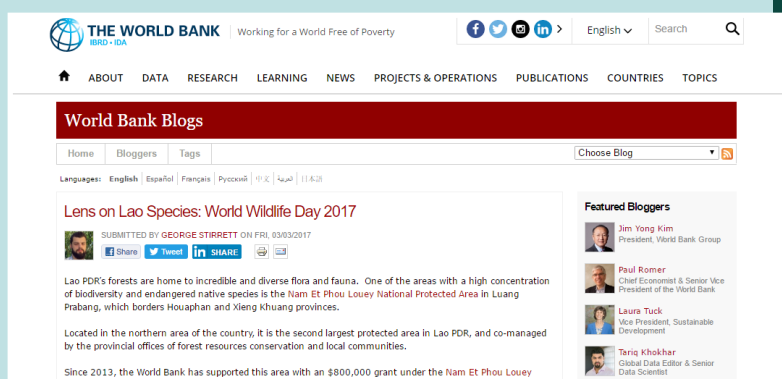 THE WORLD BANK
IBRD • IDA
Working for a World Free of Poverty
English
Search
ABOUT DATA RESEARCH LEARNING NEWS PROJECTS & OPERATIONS PUBLICATIONS COUNTRIES TOPICS
World Bank Blogs
Home Bloggers Tags
Choose Blog
Languages: English Español Français Русский 中文 العربية 日本語
Lens on Lao Species: World Wildlife Day 2017
SUBMITTED BY GEORGE STIRRETT ON FRI, 03/03/2017
Share Tweet in SHARE
Lao PDR's forests are home to incredible and diverse flora and fauna. One of the areas with a high concentration
of biodiversity and endangered native species is the Nam Et Phou Louey National Protected Area in Luang
Prabang, which borders Houaphan and Xieng Khuang provinces.
Located in the northern area of the country, it is the second largest protected area in Lao PDR, and co-managed
by the provincial offices of forest resources conservation and local communities.
Since 2013, the World Bank has supported this area with an $800,000 grant under the Nam Et Phou Louey
Featured Bloggers
Jim Yong Kim
President, World Bank Group
Paul Romer
Chief Economist & Senior Vice
President of the World Bank
Laura Tuck
Vice President, Sustainable
Development
Tariq Khokhar
Global Data Editor & Senior
Data Scientist